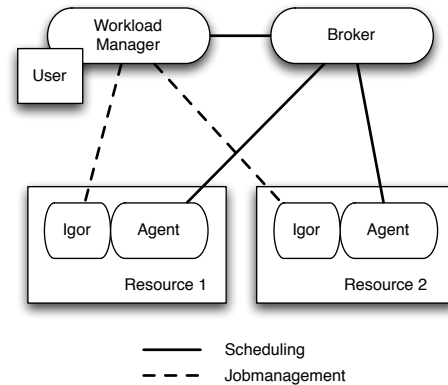 Workload
Manager
Broker
User
Igor
Agent
Igor
Agent
Resource 1
Resource 2
Scheduling
Jobmanagement